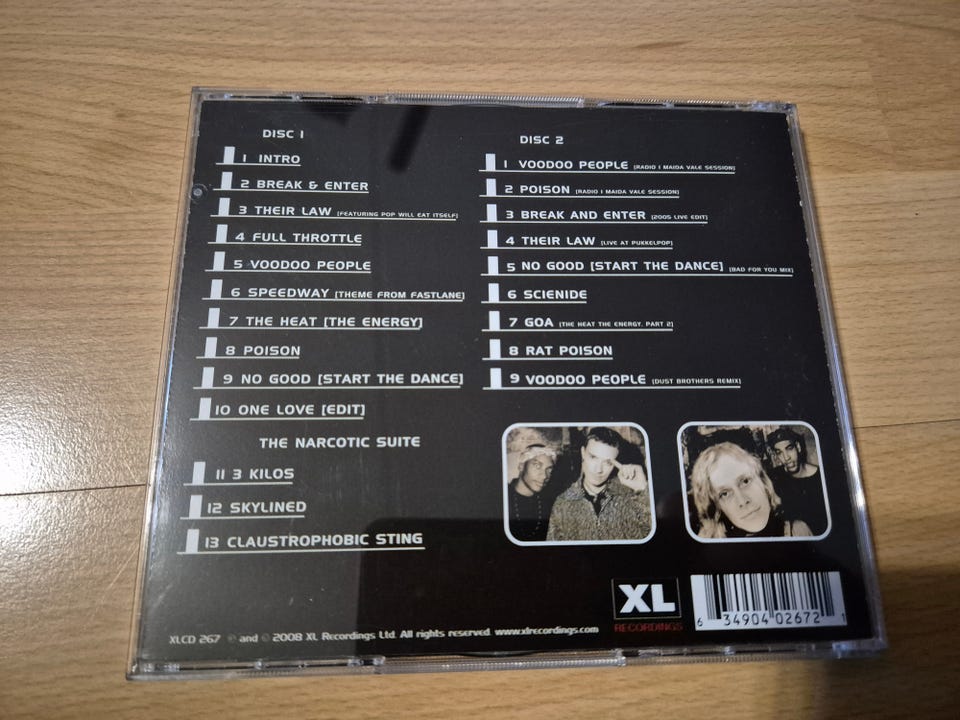 DISC 1
1 INTRO
2 BREAK & ENTER
3 THEIR LAW [FEATURING POP WILL EAT ITSELF]
4 FULL THROTTLE
5 VOODOO PEOPLE
6 SPEEDWAY [THEME FROM FASTLANE]
7 THE HEAT [THE ENERGY]
8 POISON
9 NO GOOD [START THE DANCE]
10 ONE LOVE [EDIT]
THE NARCOTIC SUITE
11 3 KILOS
12 SKYLINED
13 CLAUSTROPHOBIC STING
DISC 2
1 VOODOO PEOPLE [RADIO 1 MAIDA VALE SESSION]
2 POISON [RADIO 1 MAIDA VALE SESSION]
3 BREAK AND ENTER [2005 LIVE EDIT]
4 THEIR LAW [LIVE AT PUKKELPOP]
5 NO GOOD [START THE DANCE] [BAD FOR YOU MIX]
6 SCIENIDE
7 GOA [THE HEAT THE ENERGY, PART 2]
8 RAT POISON
9 VOODOO PEOPLE [DUST BROTHERS REMIX]
XL
RECORDINGS
6 34904 02672 1
XLCD 267 ℗ and © 2008 XL Recordings Ltd. All rights reserved. www.xlrecordings.com